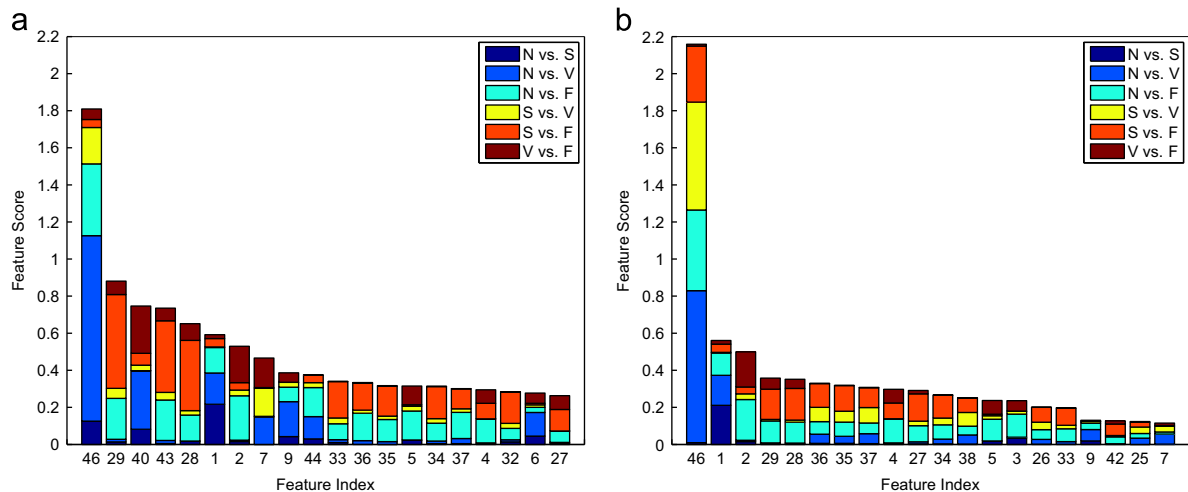 a
2.2
2
1.8
1.6
1.4
1.2
1
0.8
0.6
0.4
0.2
0
Feature Score
N vs. S
N vs. V
N vs. F
S vs. V
S vs. F
V vs. F
46 29 40 43 28 1 2 7 9 44 33 36 35 5 34 37 4 32 6 27
Feature Index
b
2.2
2
1.8
1.6
1.4
1.2
1
0.8
0.6
0.4
0.2
0
Feature Score
N vs. S
N vs. V
N vs. F
S vs. V
S vs. F
V vs. F
46 1 2 29 28 36 35 37 4 27 34 38 5 3 26 33 9 42 25 7
Feature Index